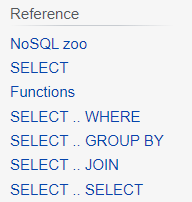 Reference
NoSQL zoo
SELECT
Functions
SELECT .. WHERE
SELECT .. GROUP BY
SELECT .. JOIN
SELECT .. SELECT